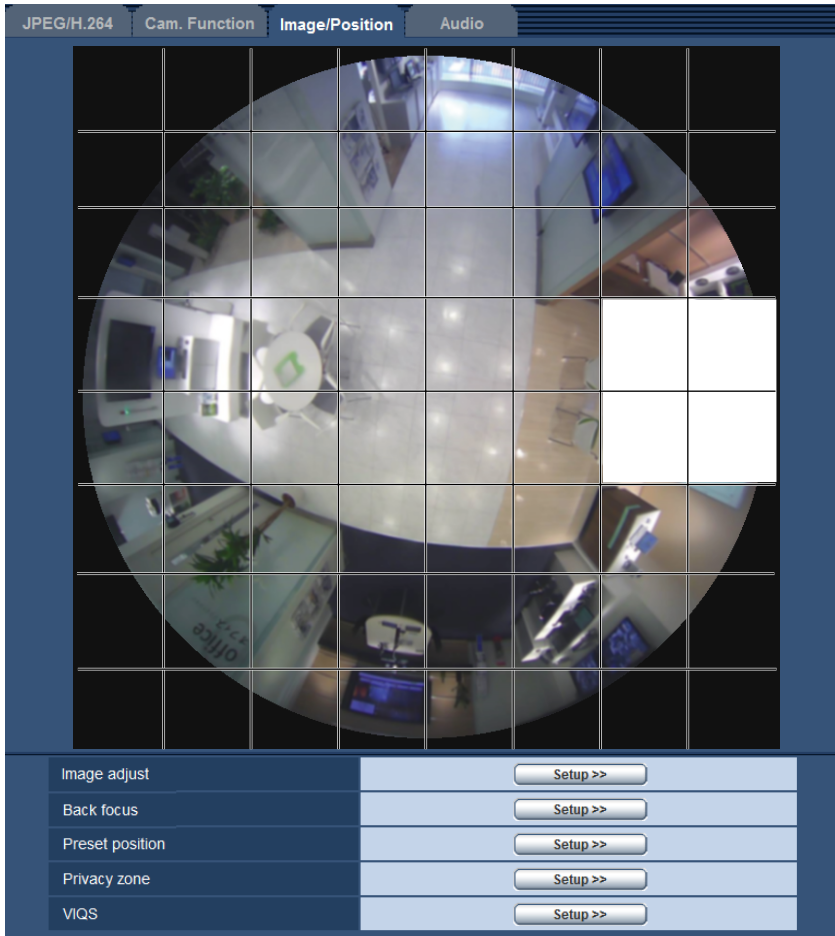 JPEG/H.264 Cam. Function Image/Position Audio
office
Image adjust Setup >>
Back focus Setup >>
Preset position Setup >>
Privacy zone Setup >>
VIQS Setup >>